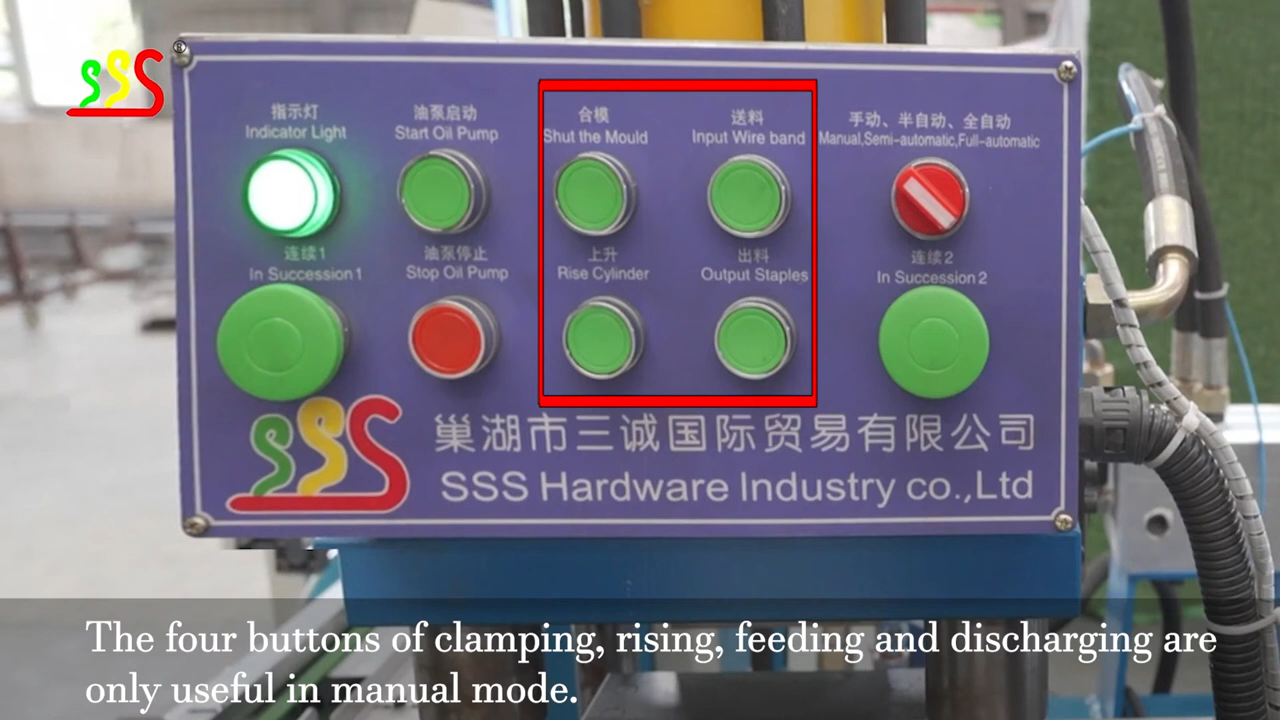 SSS
指示灯
Indicator Light
油泵启动
Start Oil Pump
合模
Shut the Mould
送料
Input Wire band
手动、半自动、全自动
Manual,Semi-automatic,Full-automatic
连续1
In Succession 1
油泵停止
Stop Oil Pump
上升
Rise Cylinder
出料
Output Staples
连续2
In Succession 2
SSS
巢湖市三诚国际贸易有限公司
SSS Hardware Industry co.,Ltd
The four buttons of clamping, rising, feeding and discharging are
only useful in manual mode.